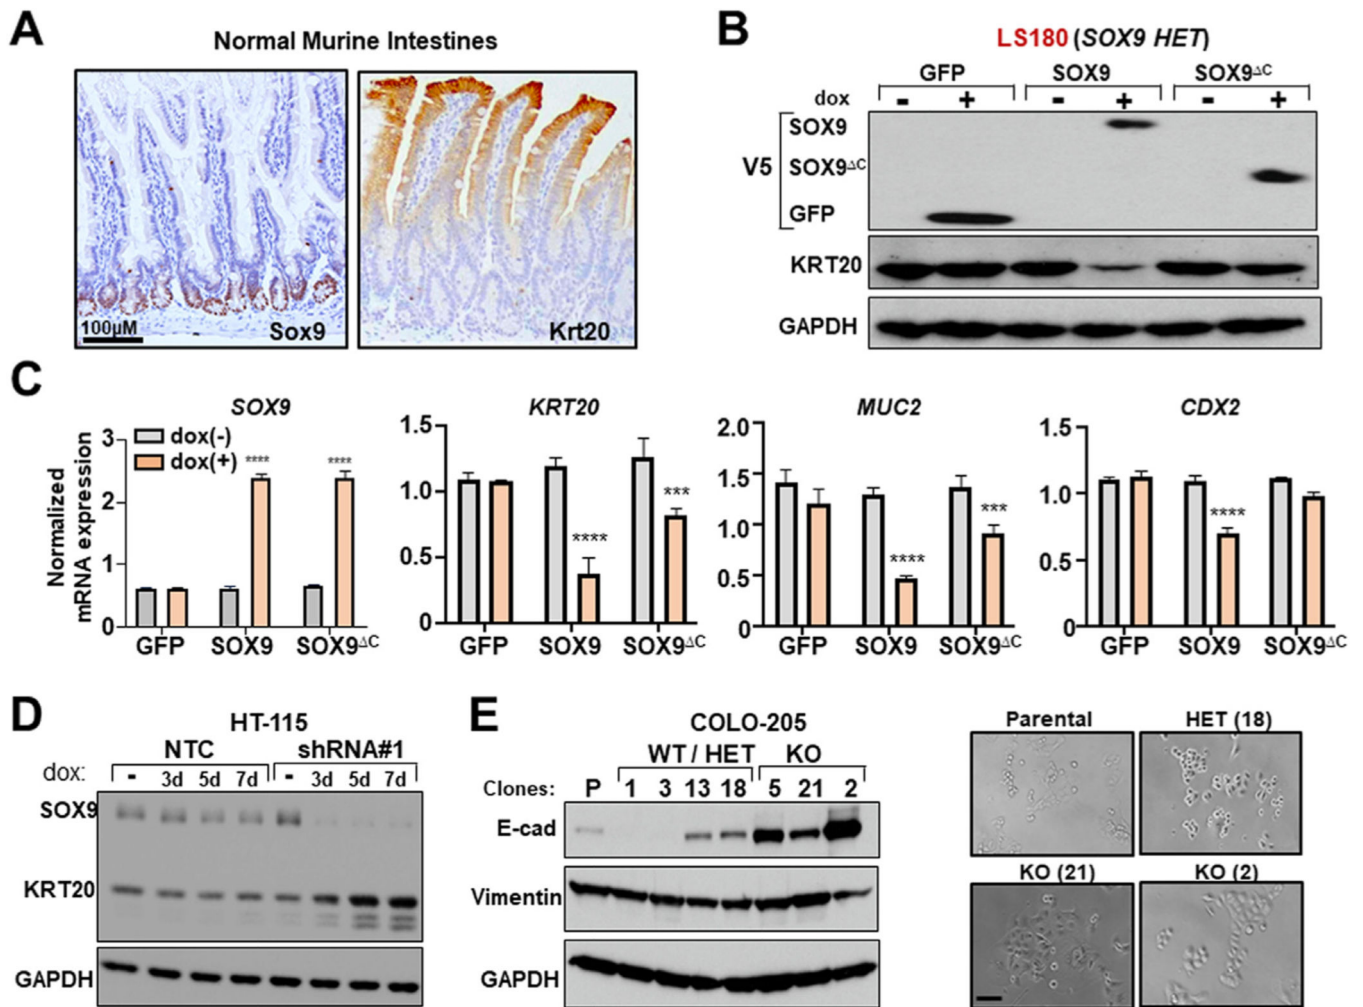 A
Normal Murine Intestines
100µM
Sox9
Krt20
B
LS180 (SOX9 HET)
GFP SOX9 SOX9ΔC
dox - + - + - +
V5
SOX9
SOX9ΔC
GFP
KRT20
GAPDH
C
SOX9
Normalized
mRNA expression
3
2
1
0
dox(-)
dox(+)
**** ****
GFP SOX9 SOX9ΔC
KRT20
1.5
1.0
0.5
0
****
***
GFP SOX9 SOX9ΔC
MUC2
2.0
1.5
1.0
0.5
0
****
***
GFP SOX9 SOX9ΔC
CDX2
1.5
1.0
0.5
0
****
GFP SOX9 SOX9ΔC
D
HT-115
NTC shRNA#1
dox: - 3d 5d 7d - 3d 5d 7d
SOX9
KRT20
GAPDH
E
COLO-205
WT / HET KO
Clones: P 1 3 13 18 5 21 2
E-cad
Vimentin
GAPDH
Parental
HET (18)
KO (21)
KO (2)